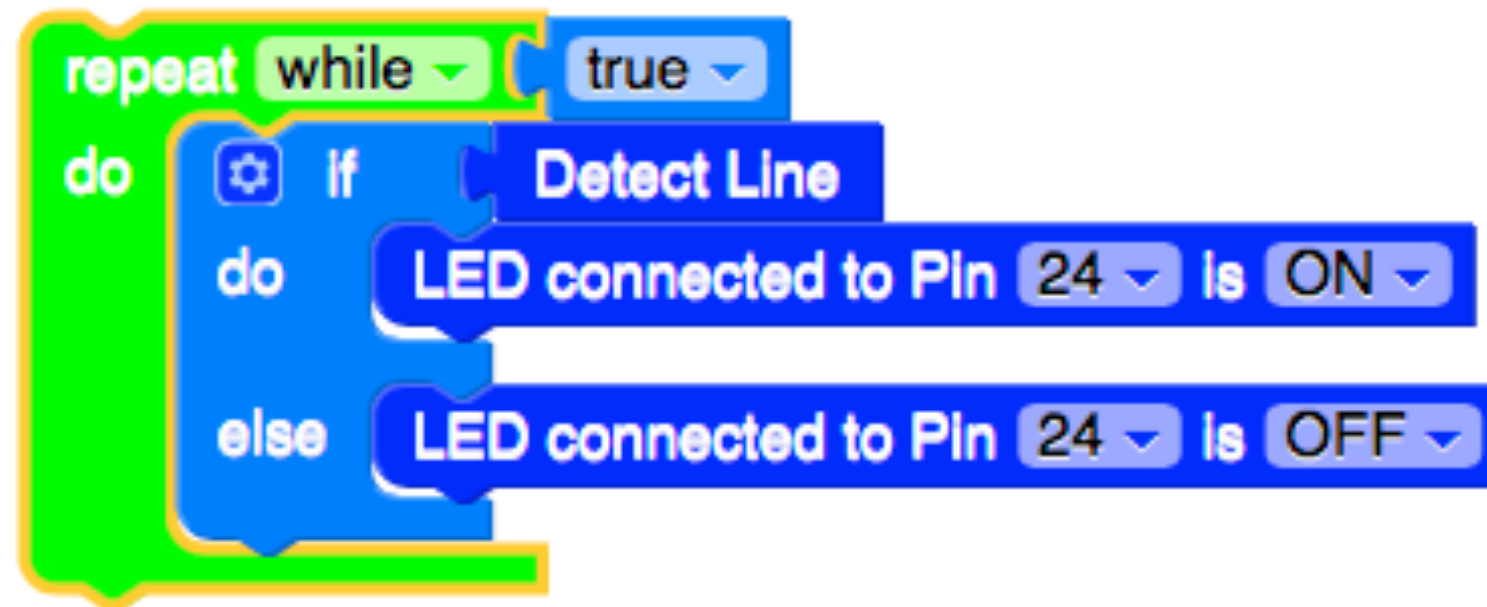 repeat while true
do if Detect Line
do LED connected to Pin 24 is ON
else LED connected to Pin 24 is OFF